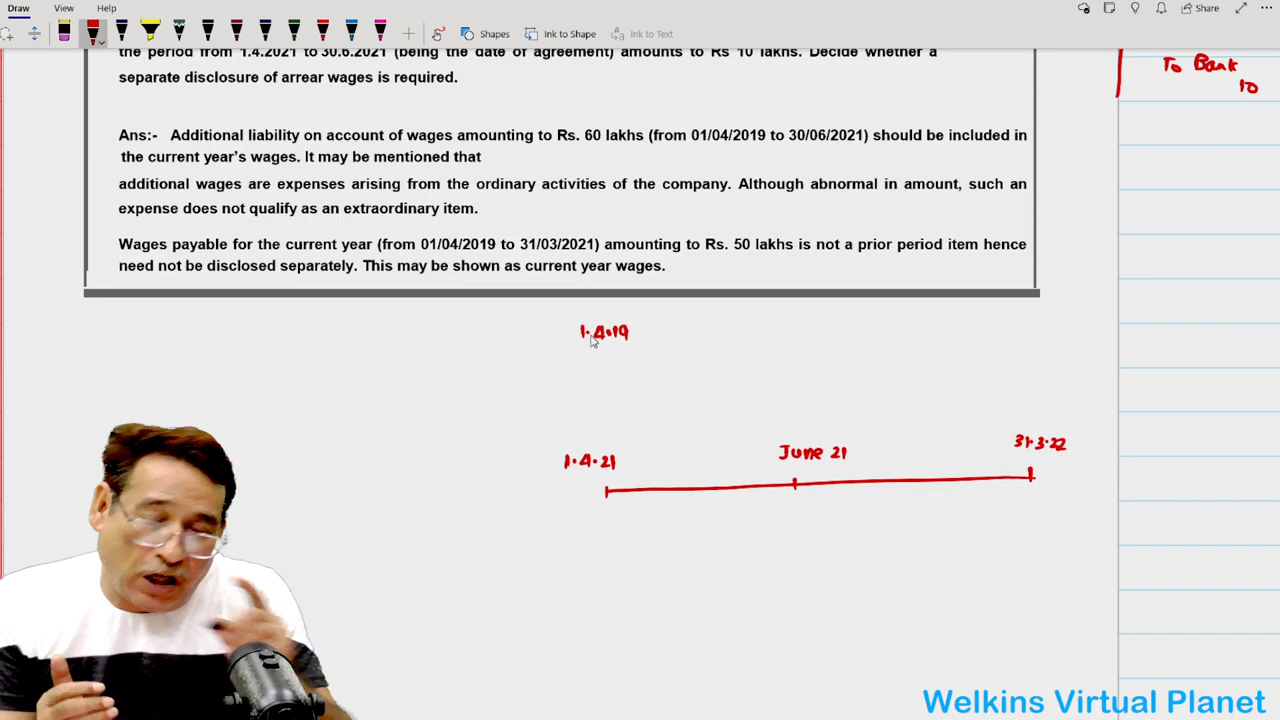 Draw View Help Share
Shapes Ink to Shape Ink to Text
the period from 1.4.2021 to 30.6.2021 (being the date of agreement) amounts to Rs 10 lakhs. Decide whether a
separate disclosure of arrear wages is required.
To Bank
10
Ans:- Additional liability on account of wages amounting to Rs. 60 lakhs (from 01/04/2019 to 30/06/2021) should be included in
the current year's wages. It may be mentioned that
additional wages are expenses arising from the ordinary activities of the company. Although abnormal in amount, such an
expense does not qualify as an extraordinary item.
Wages payable for the current year (from 01/04/2019 to 31/03/2021) amounting to Rs. 50 lakhs is not a prior period item hence
need not be disclosed separately. This may be shown as current year wages.
1.4.19
1.4.21 June 21 31.3.22
Welkins Virtual Planet